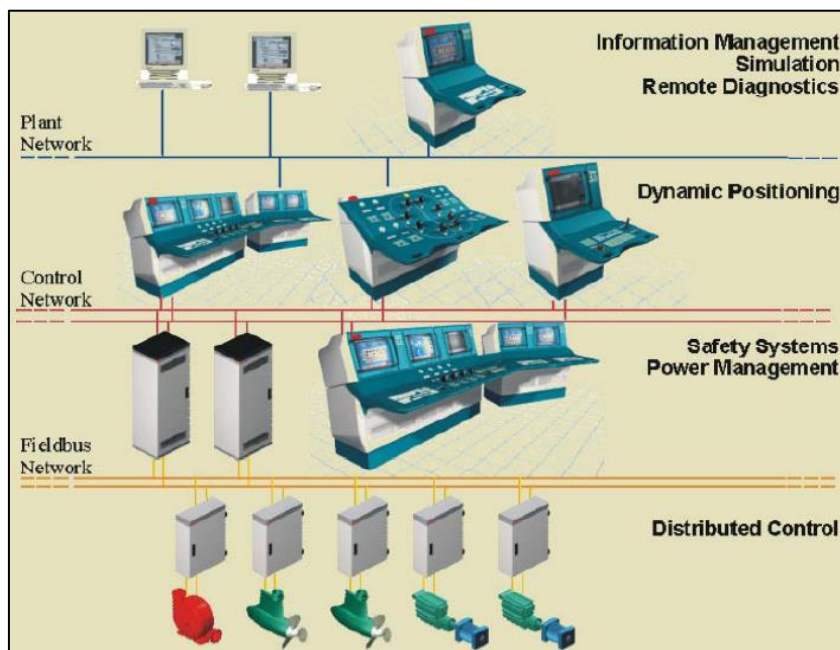 Information Management
Simulation
Remote Diagnostics
Plant
Network
Dynamic Positioning
Control
Network
Safety Systems
Power Management
Fieldbus
Network
Distributed Control